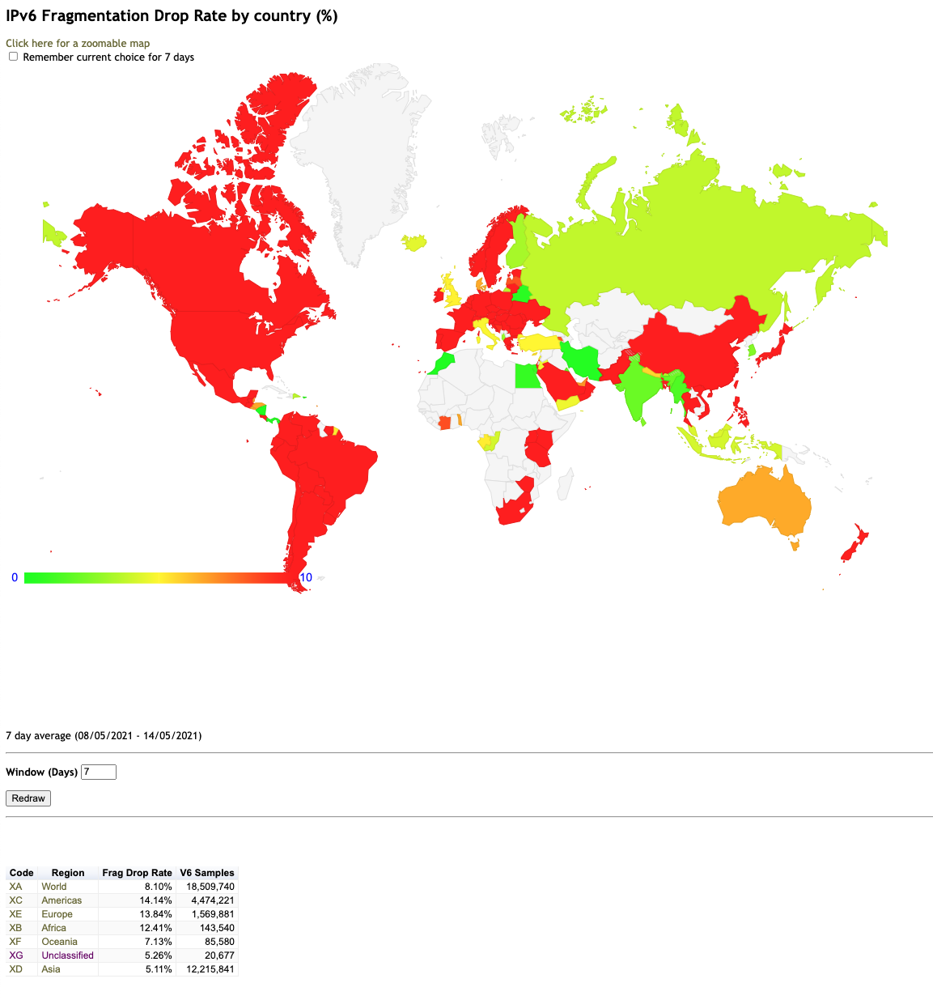 IPv6 Fragmentation Drop Rate by country (%)
Click here for a zoomable map
Remember current choice for 7 days
0
10
7 day average (08/05/2021 - 14/05/2021)
Window (Days) 7
Redraw
Code Region Frag Drop Rate V6 Samples
XA World 8.10% 18,509,740
XC Americas 14.14% 4,474,221
XE Europe 13.84% 1,569,881
XB Africa 12.41% 143,540
XF Oceania 7.13% 85,580
XG Unclassified 5.26% 20,677
XD Asia 5.11% 12,215,841